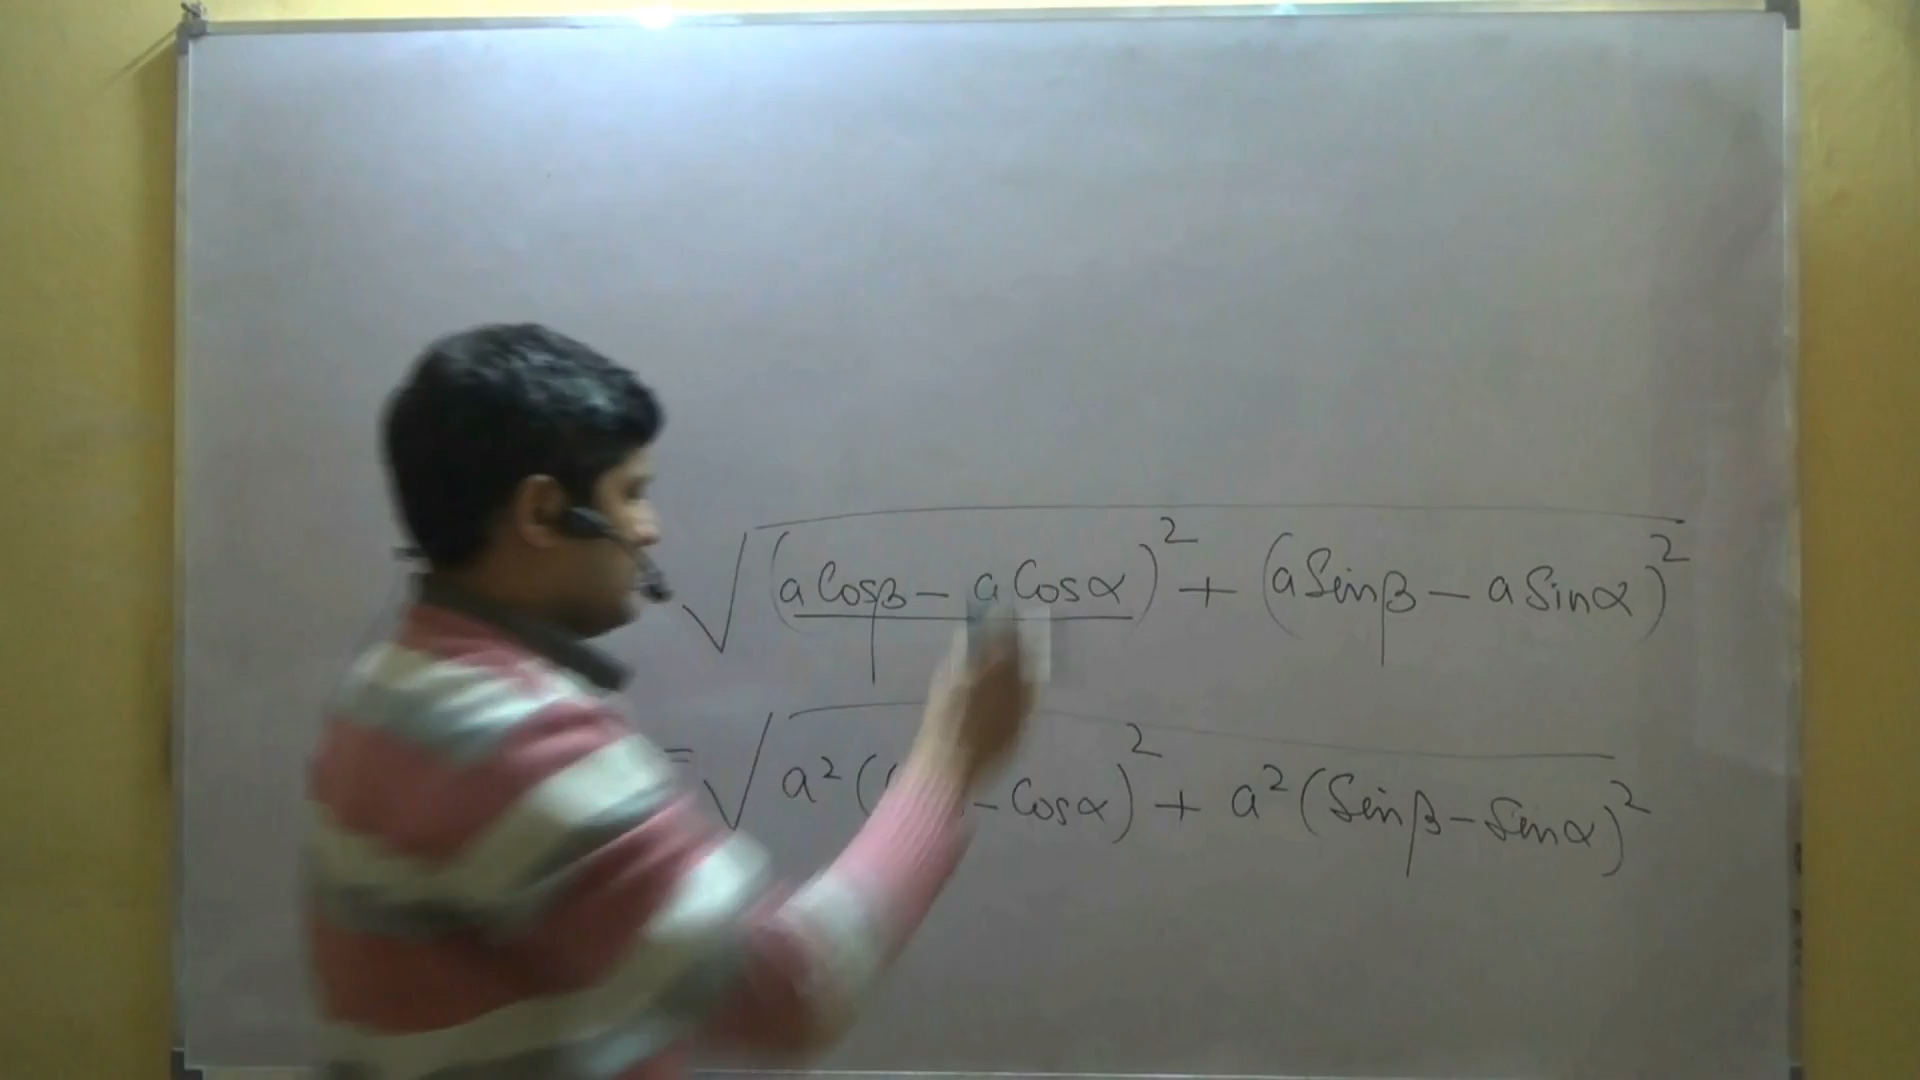 √(aCosβ – aCosα)² + (aSinβ – aSinα)²
= √a²( – Cosα)² + a²(Sinβ – Sinα)²